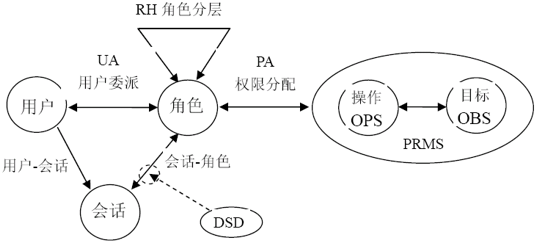 RH 角色分层
UA
用户委派
PA
权限分配
用户
角色
操作
OPS
目标
OBS
PRMS
用户-会话
会话-角色
会话
DSD